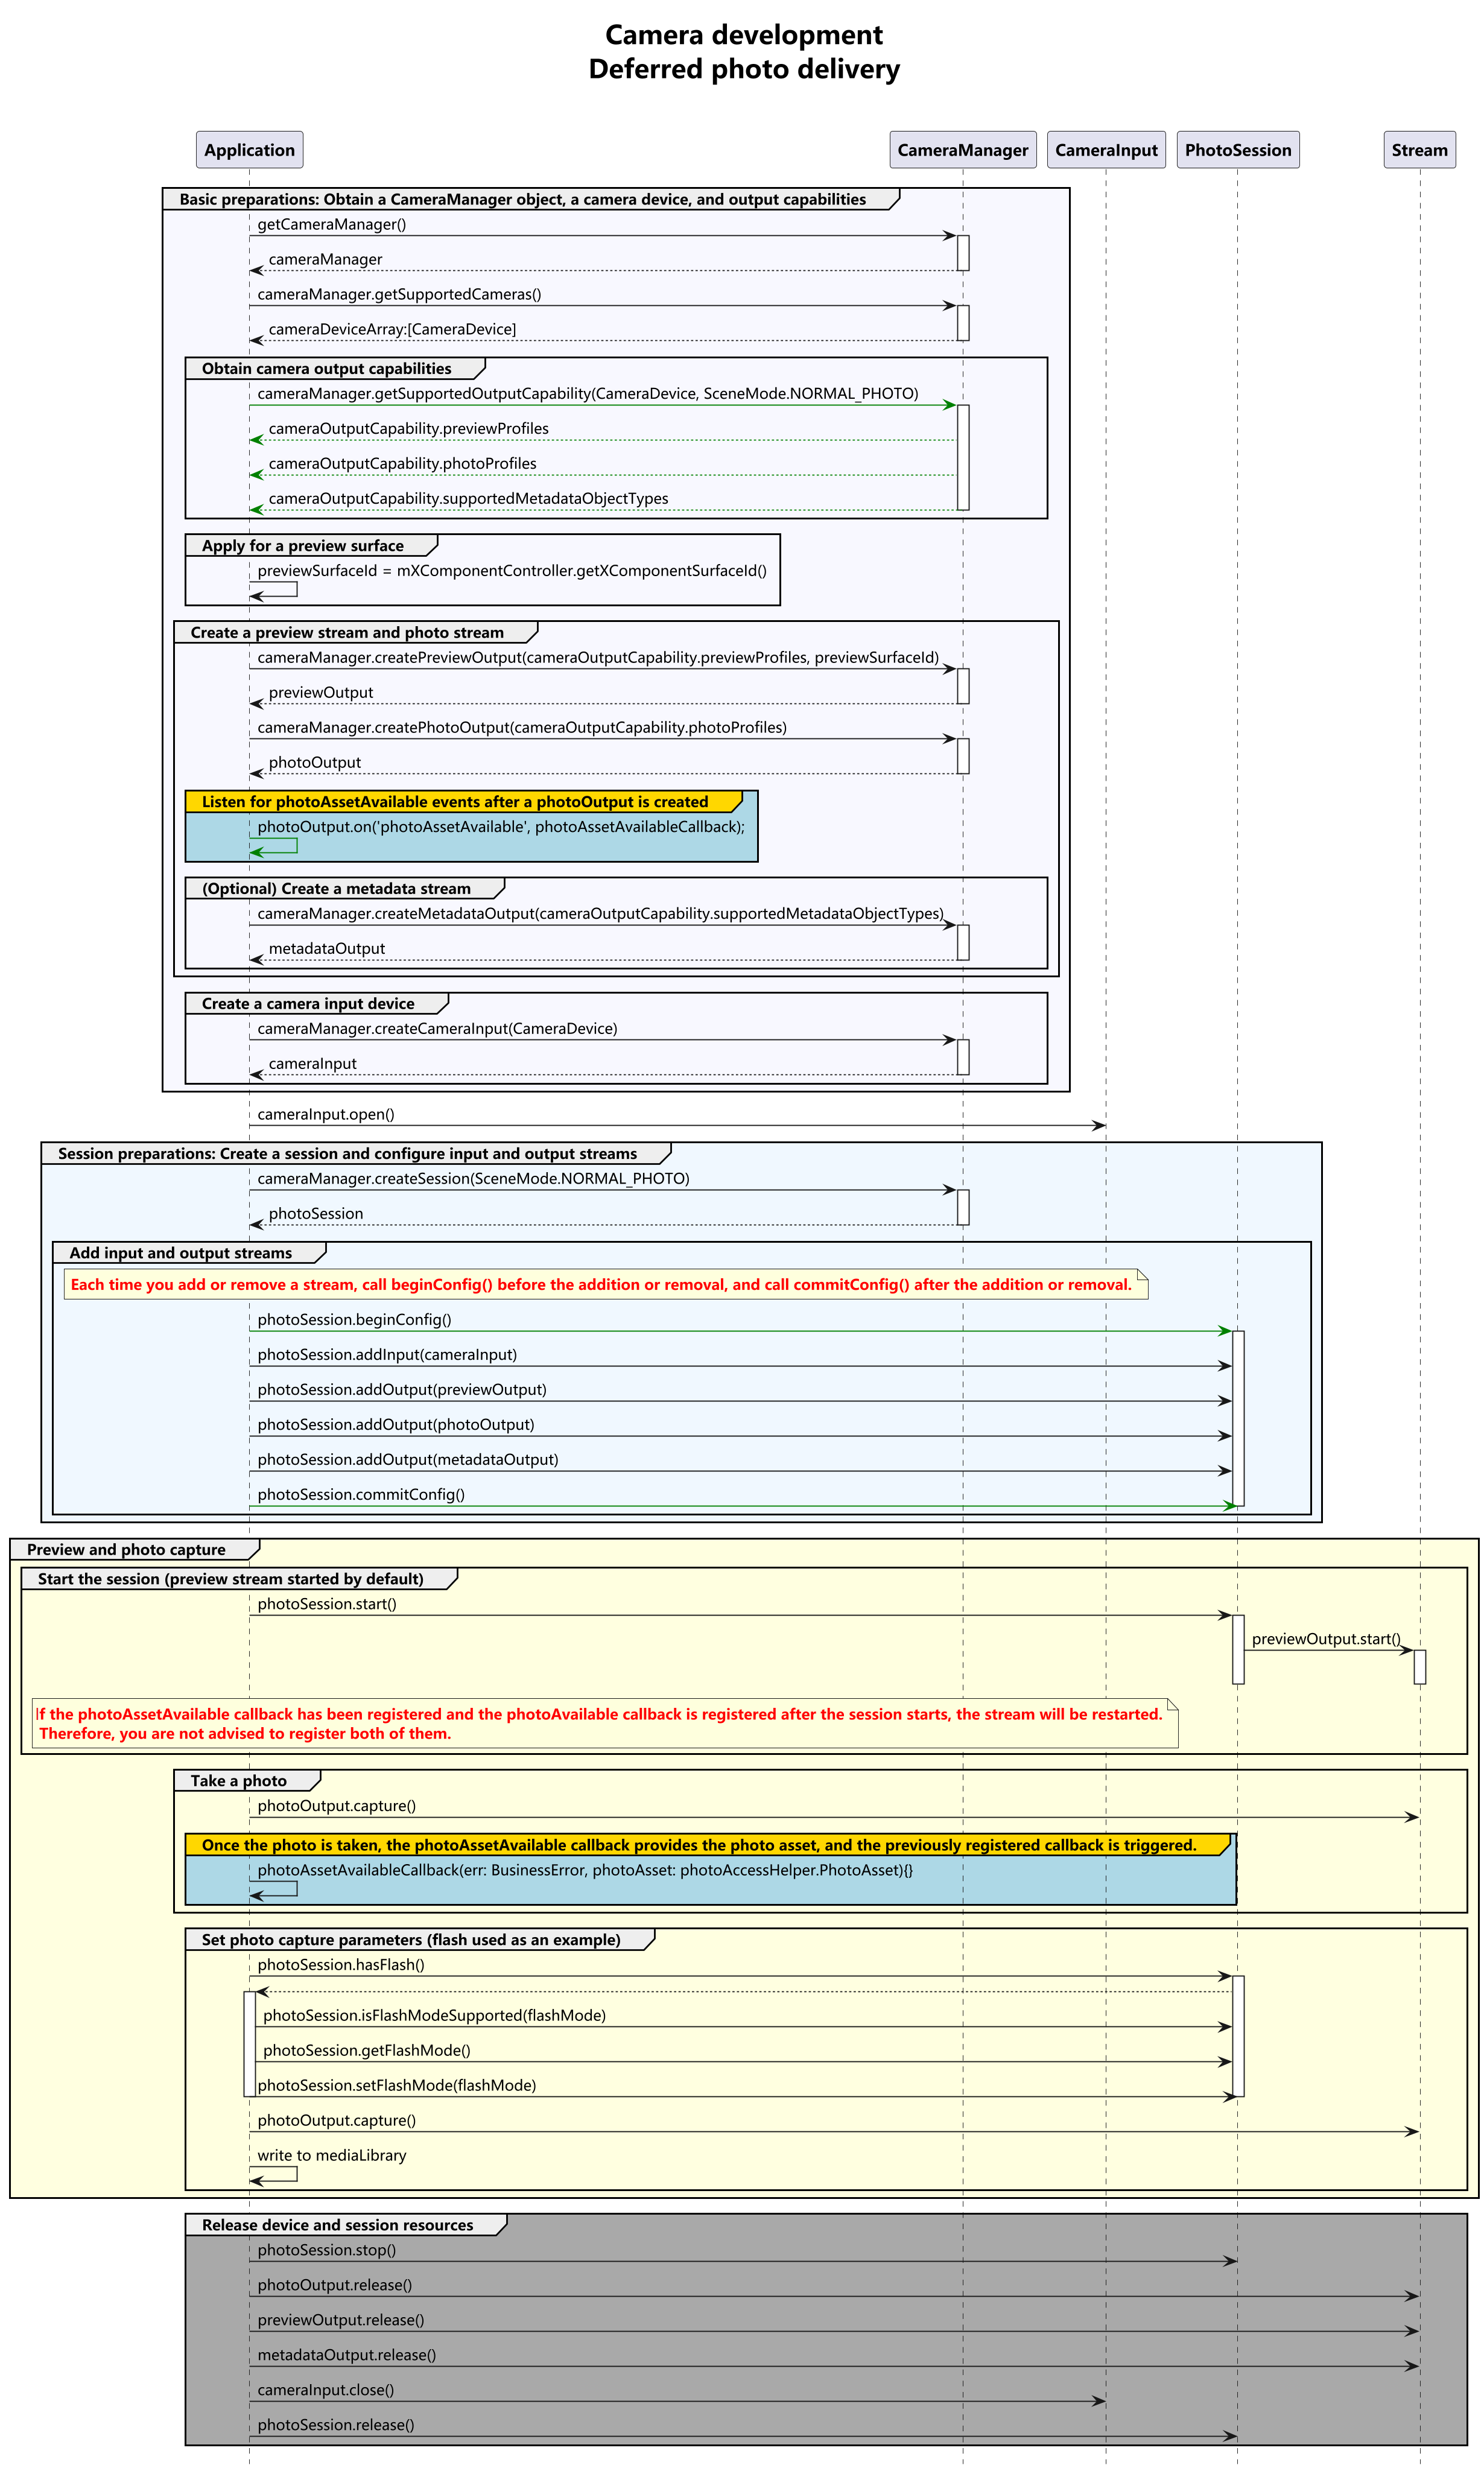 Camera development
Deferred photo delivery
Application
CameraManager
CameraInput
PhotoSession
Stream
Basic preparations: Obtain a CameraManager object, a camera device, and output capabilities
getCameraManager()
cameraManager
cameraManager.getSupportedCameras()
cameraDeviceArray:[CameraDevice]
Obtain camera output capabilities
cameraManager.getSupportedOutputCapability(CameraDevice, SceneMode.NORMAL_PHOTO)
cameraOutputCapability.previewProfiles
cameraOutputCapability.photoProfiles
cameraOutputCapability.supportedMetadataObjectTypes
Apply for a preview surface
previewSurfaceId = mXComponentController.getXComponentSurfaceId()
Create a preview stream and photo stream
cameraManager.createPreviewOutput(cameraOutputCapability.previewProfiles, previewSurfaceId)
previewOutput
cameraManager.createPhotoOutput(cameraOutputCapability.photoProfiles)
photoOutput
Listen for photoAssetAvailable events after a photoOutput is created
photoOutput.on('photoAssetAvailable', photoAssetAvailableCallback);
(Optional) Create a metadata stream
cameraManager.createMetadataOutput(cameraOutputCapability.supportedMetadataObjectTypes)
metadataOutput
Create a camera input device
cameraManager.createCameraInput(CameraDevice)
cameraInput
cameraInput.open()
Session preparations: Create a session and configure input and output streams
cameraManager.createSession(SceneMode.NORMAL_PHOTO)
photoSession
Add input and output streams
Each time you add or remove a stream, call beginConfig() before the addition or removal, and call commitConfig() after the addition or removal.
photoSession.beginConfig()
photoSession.addInput(cameraInput)
photoSession.addOutput(previewOutput)
photoSession.addOutput(photoOutput)
photoSession.addOutput(metadataOutput)
photoSession.commitConfig()
Preview and photo capture
Start the session (preview stream started by default)
photoSession.start()
previewOutput.start()
If the photoAssetAvailable callback has been registered and the photoAvailable callback is registered after the session starts, the stream will be restarted.
Therefore, you are not advised to register both of them.
Take a photo
photoOutput.capture()
Once the photo is taken, the photoAssetAvailable callback provides the photo asset, and the previously registered callback is triggered.
photoAssetAvailableCallback(err: BusinessError, photoAsset: photoAccessHelper.PhotoAsset){}
Set photo capture parameters (flash used as an example)
photoSession.hasFlash()
photoSession.isFlashModeSupported(flashMode)
photoSession.getFlashMode()
photoSession.setFlashMode(flashMode)
photoOutput.capture()
write to mediaLibrary
Release device and session resources
photoSession.stop()
photoOutput.release()
previewOutput.release()
metadataOutput.release()
cameraInput.close()
photoSession.release()